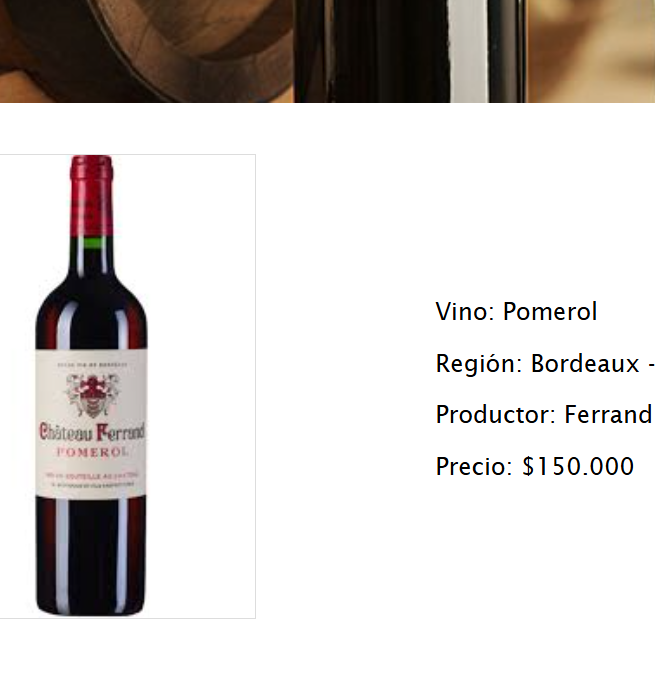 Château Ferrand
POMEROL
Vino: Pomerol
Región: Bordeaux -
Productor: Ferrand
Precio: $150.000